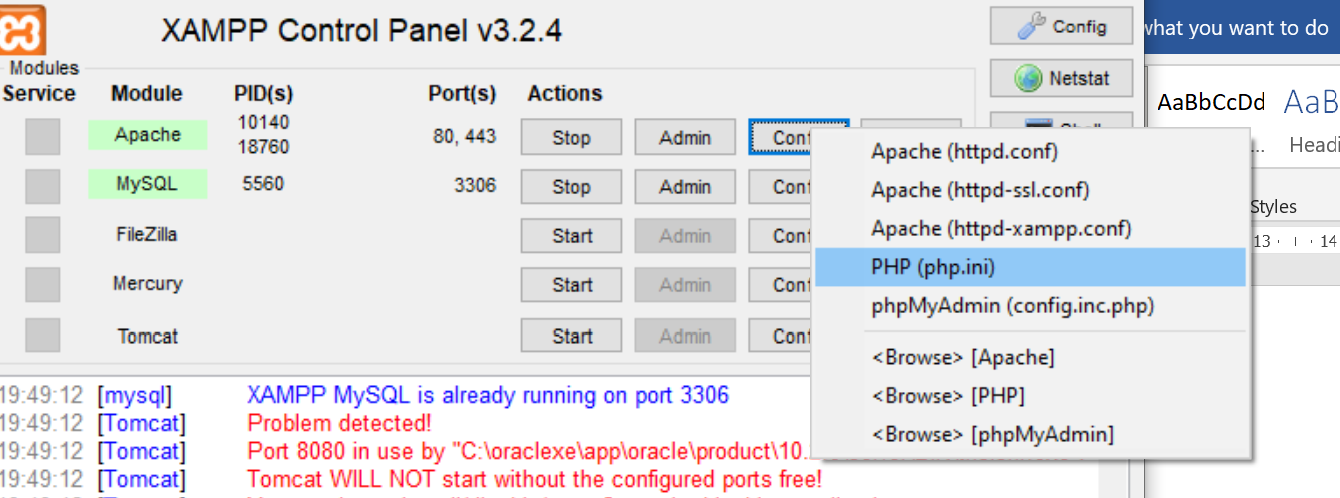 XAMPP Control Panel v3.2.4
Config
what you want to do
Modules
Netstat
Service Module PID(s) Port(s) Actions
AaBbCcDd AaB
Apache 10140 18760 80, 443 Stop Admin
Headi
MySQL 5560 3306 Stop Admin
FileZilla Start Admin
Mercury Start Admin
Tomcat Start Admin
Apache (httpd.conf)
Apache (httpd-ssl.conf)
Apache (httpd-xampp.conf)
PHP (php.ini)
phpMyAdmin (config.inc.php)
<Browse> [Apache]
<Browse> [PHP]
<Browse> [phpMyAdmin]
Styles
13 14
19:49:12 [mysql] XAMPP MySQL is already running on port 3306
19:49:12 [Tomcat] Problem detected!
19:49:12 [Tomcat] Port 8080 in use by "C:\oraclexe\app\oracle\product\10.
19:49:12 [Tomcat] Tomcat WILL NOT start without the configured ports free!